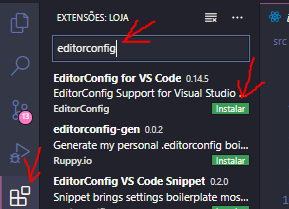 EXTENSÕES: LOJA
editorconfig
EditorConfig for VS Code 0.14.5
EditorConfig Support for Visual Studio ...
EditorConfig Instalar
editorconfig-gen 0.0.2
Generate my personal .editorconfig boi...
Ruppy.io Instalar
EditorConfig VS Code Snippet 0.2.0
Snippet brings settings boilerplate mos...
13
src
1